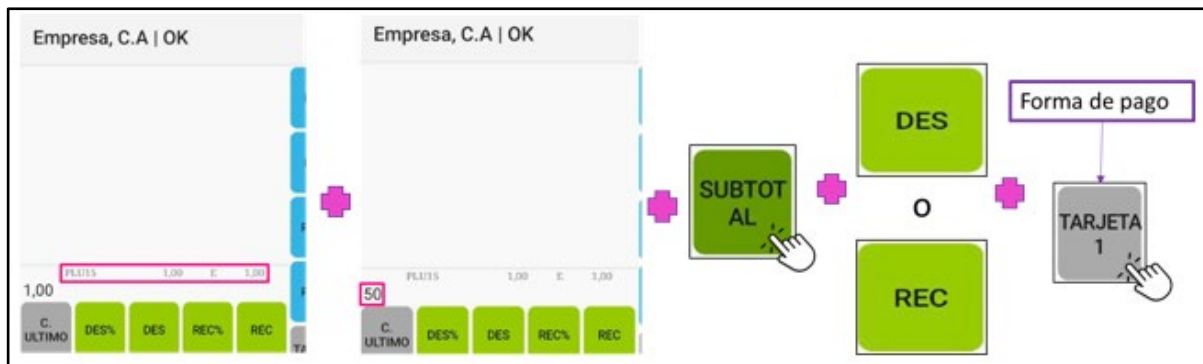 Empresa, C.A | OK
PLU15 1,00 E 1,00
1,00
C.
ULTIMO
DES%
DES
REC%
REC
Empresa, C.A | OK
PLU15 1,00 E 1,00
50
C.
ULTIMO
DES%
DES
REC%
REC
SUBTOT
AL
DES
O
REC
Forma de pago
TARJETA
1